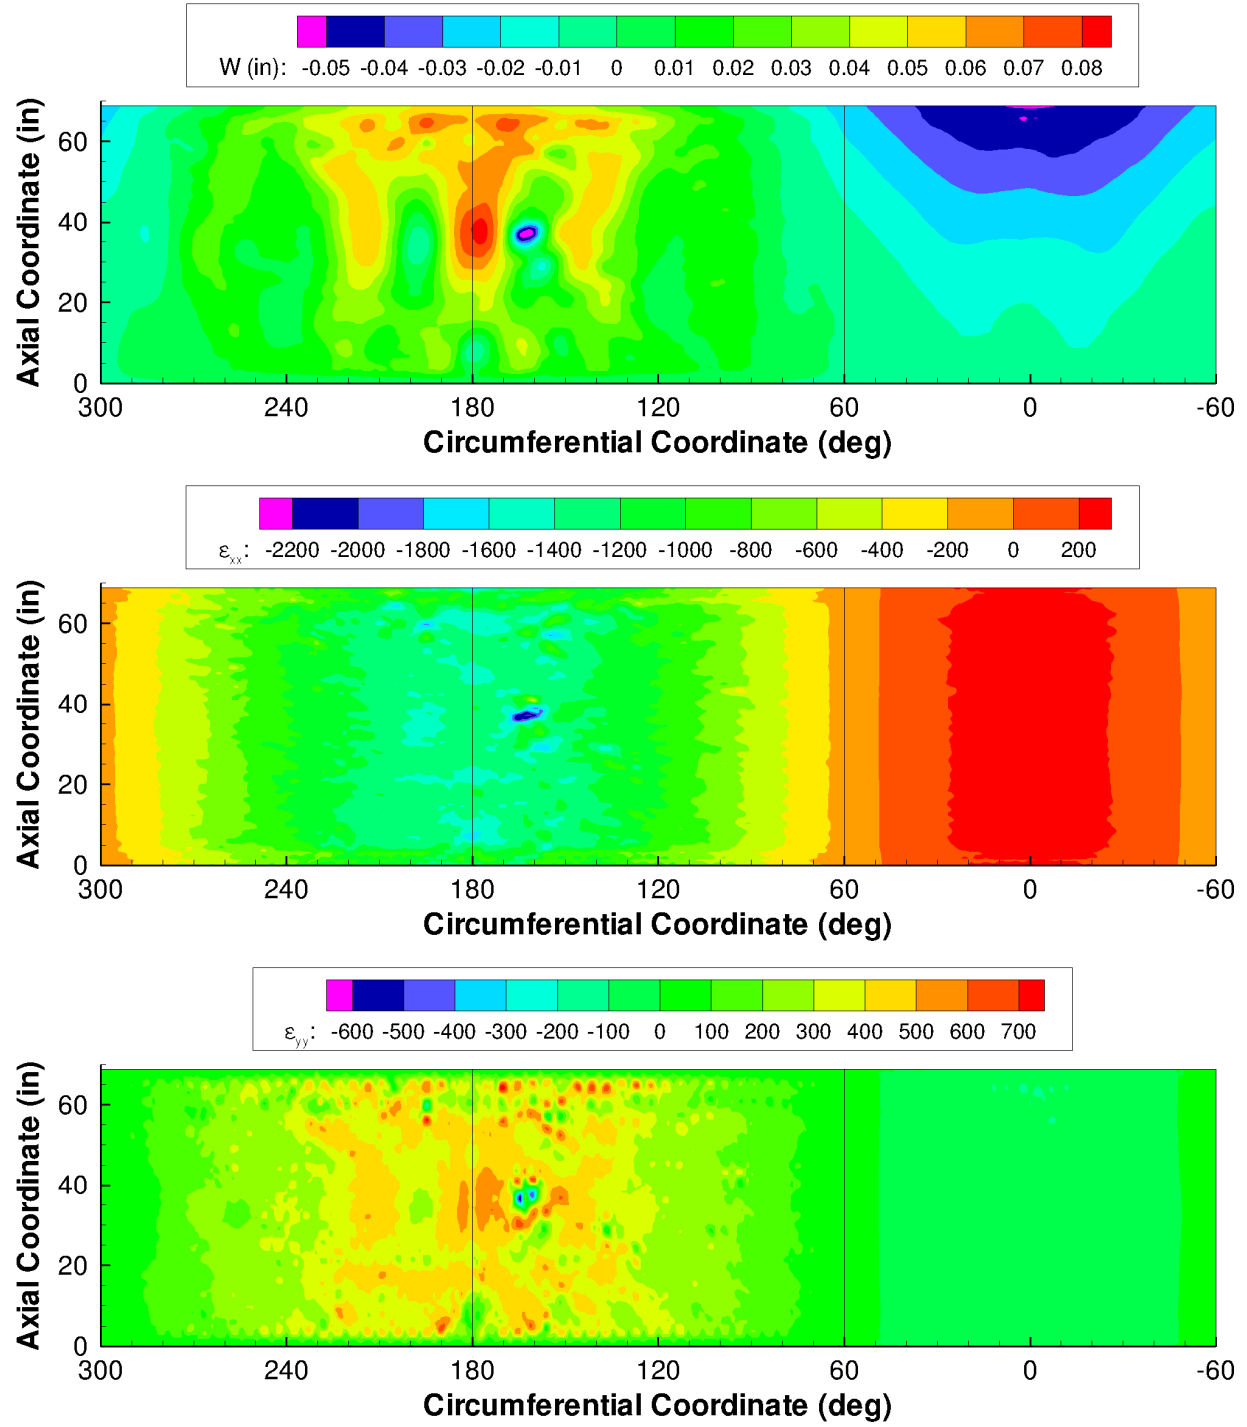 W (in): -0.05 -0.04 -0.03 -0.02 -0.01 0 0.01 0.02 0.03 0.04 0.05 0.06 0.07 0.08
Axial Coordinate (in)
60
40
20
0
300 240 180 120 60 0 -60
Circumferential Coordinate (deg)
εxx: -2200 -2000 -1800 -1600 -1400 -1200 -1000 -800 -600 -400 -200 0 200
Axial Coordinate (in)
60
40
20
0
300 240 180 120 60 0 -60
Circumferential Coordinate (deg)
εyy: -600 -500 -400 -300 -200 -100 0 100 200 300 400 500 600 700
Axial Coordinate (in)
60
40
20
0
300 240 180 120 60 0 -60
Circumferential Coordinate (deg)